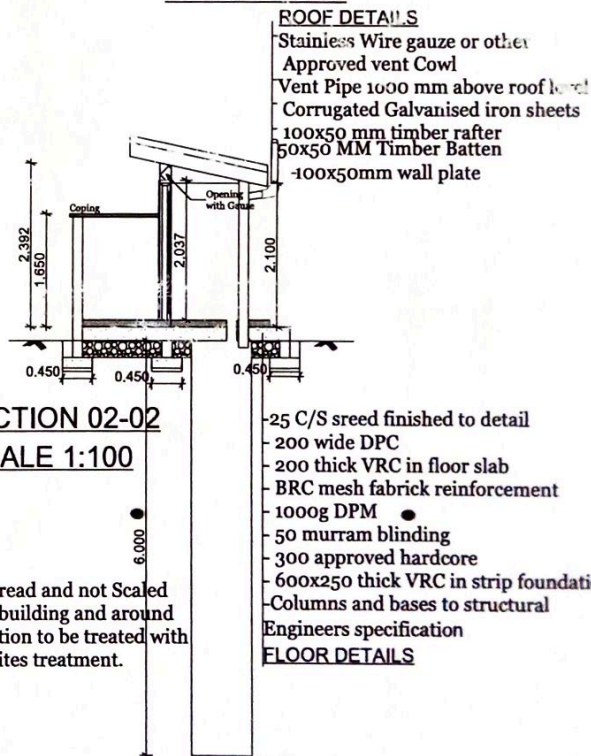 ROOF DETAILS
Stainless Wire gauze or other
Approved vent Cowl
Vent Pipe 1000 mm above roof
Corrugated Galvanised iron sheets
100x50 mm timber rafter
50x50 MM Timber Batten
-100x50mm wall plate
Opening
with Gauze
Coping
2,392
1,650
2,037
2,100
0.450
0.450
0.450
CTION 02-02
ALE 1:100
6.000
-25 C/S sreed finished to detail
- 200 wide DPC
- 200 thick VRC in floor slab
- BRC mesh fabrick reinforcement
- 1000g DPM
- 50 murram blinding
- 300 approved hardcore
- 600x250 thick VRC in strip foundati
-Columns and bases to structural
Engineers specification
FLOOR DETAILS
read and not Scaled
building and around
tion to be treated with
ites treatment.